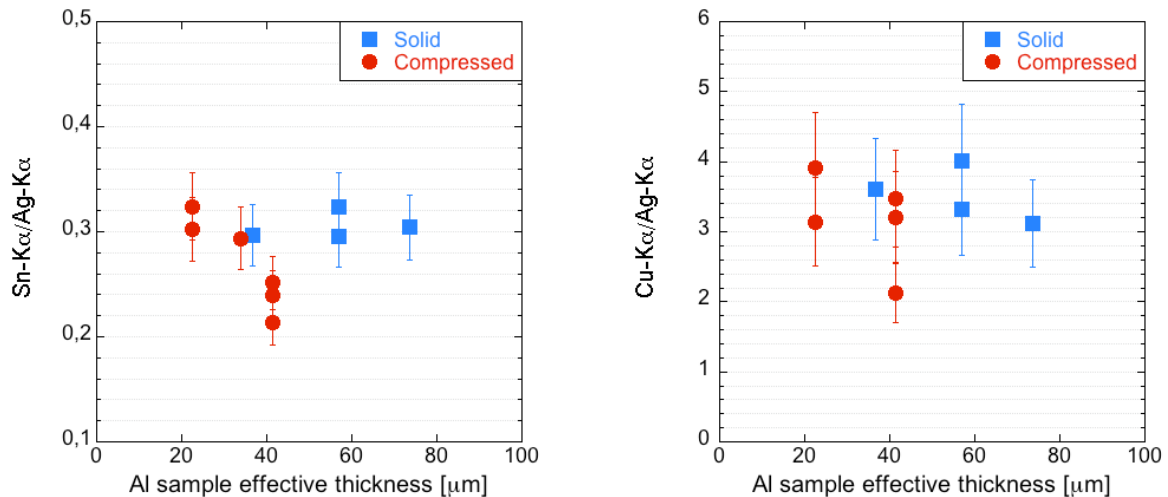 0,5
0,4
0,3
0,2
0,1
Sn-Kα/Ag-Kα
Solid
Compressed
0 20 40 60 80 100
Al sample effective thickness [μm]
6
5
4
3
2
1
0
Cu-Kα/Ag-Kα
Solid
Compressed
0 20 40 60 80 100
Al sample effective thickness [μm]